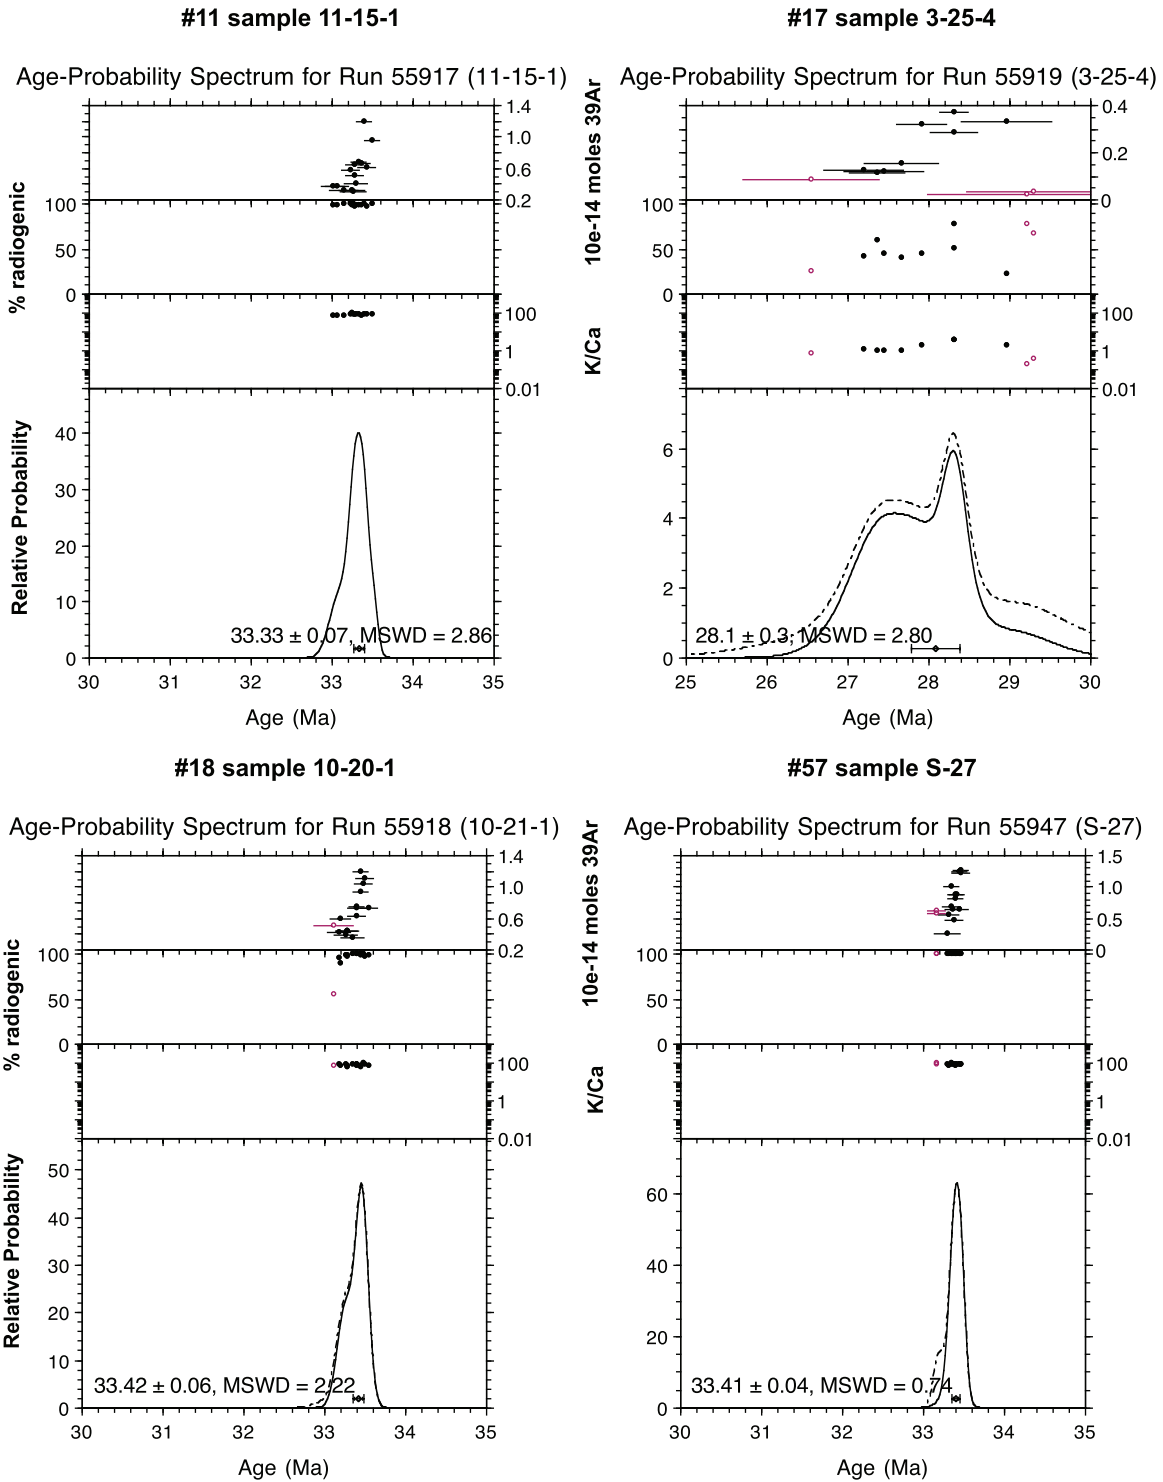 #11 sample 11-15-1
#17 sample 3-25-4
Age-Probability Spectrum for Run 55917 (11-15-1)
Age-Probability Spectrum for Run 55919 (3-25-4)
1.4
1.0
0.6
0.2
10e-14 moles 39Ar
0.4
0.2
0
% radiogenic
100
50
0
100
50
0
K/Ca
100
1
0.01
100
1
0.01
Relative Probability
40
30
20
10
0
33.33 ± 0.07, MSWD = 2.86
6
4
2
0
28.1 ± 0.3, MSWD = 2.80
30 31 32 33 34 35
25 26 27 28 29 30
Age (Ma)
Age (Ma)
#18 sample 10-20-1
#57 sample S-27
Age-Probability Spectrum for Run 55918 (10-21-1)
Age-Probability Spectrum for Run 55947 (S-27)
1.4
1.0
0.6
0.2
10e-14 moles 39Ar
1.5
1.0
0.5
0
% radiogenic
100
50
0
100
50
0
K/Ca
100
1
0.01
100
1
0.01
Relative Probability
50
40
30
20
10
0
33.42 ± 0.06, MSWD = 2.22
60
40
20
0
33.41 ± 0.04, MSWD = 0.74
30 31 32 33 34 35
30 31 32 33 34 35
Age (Ma)
Age (Ma)